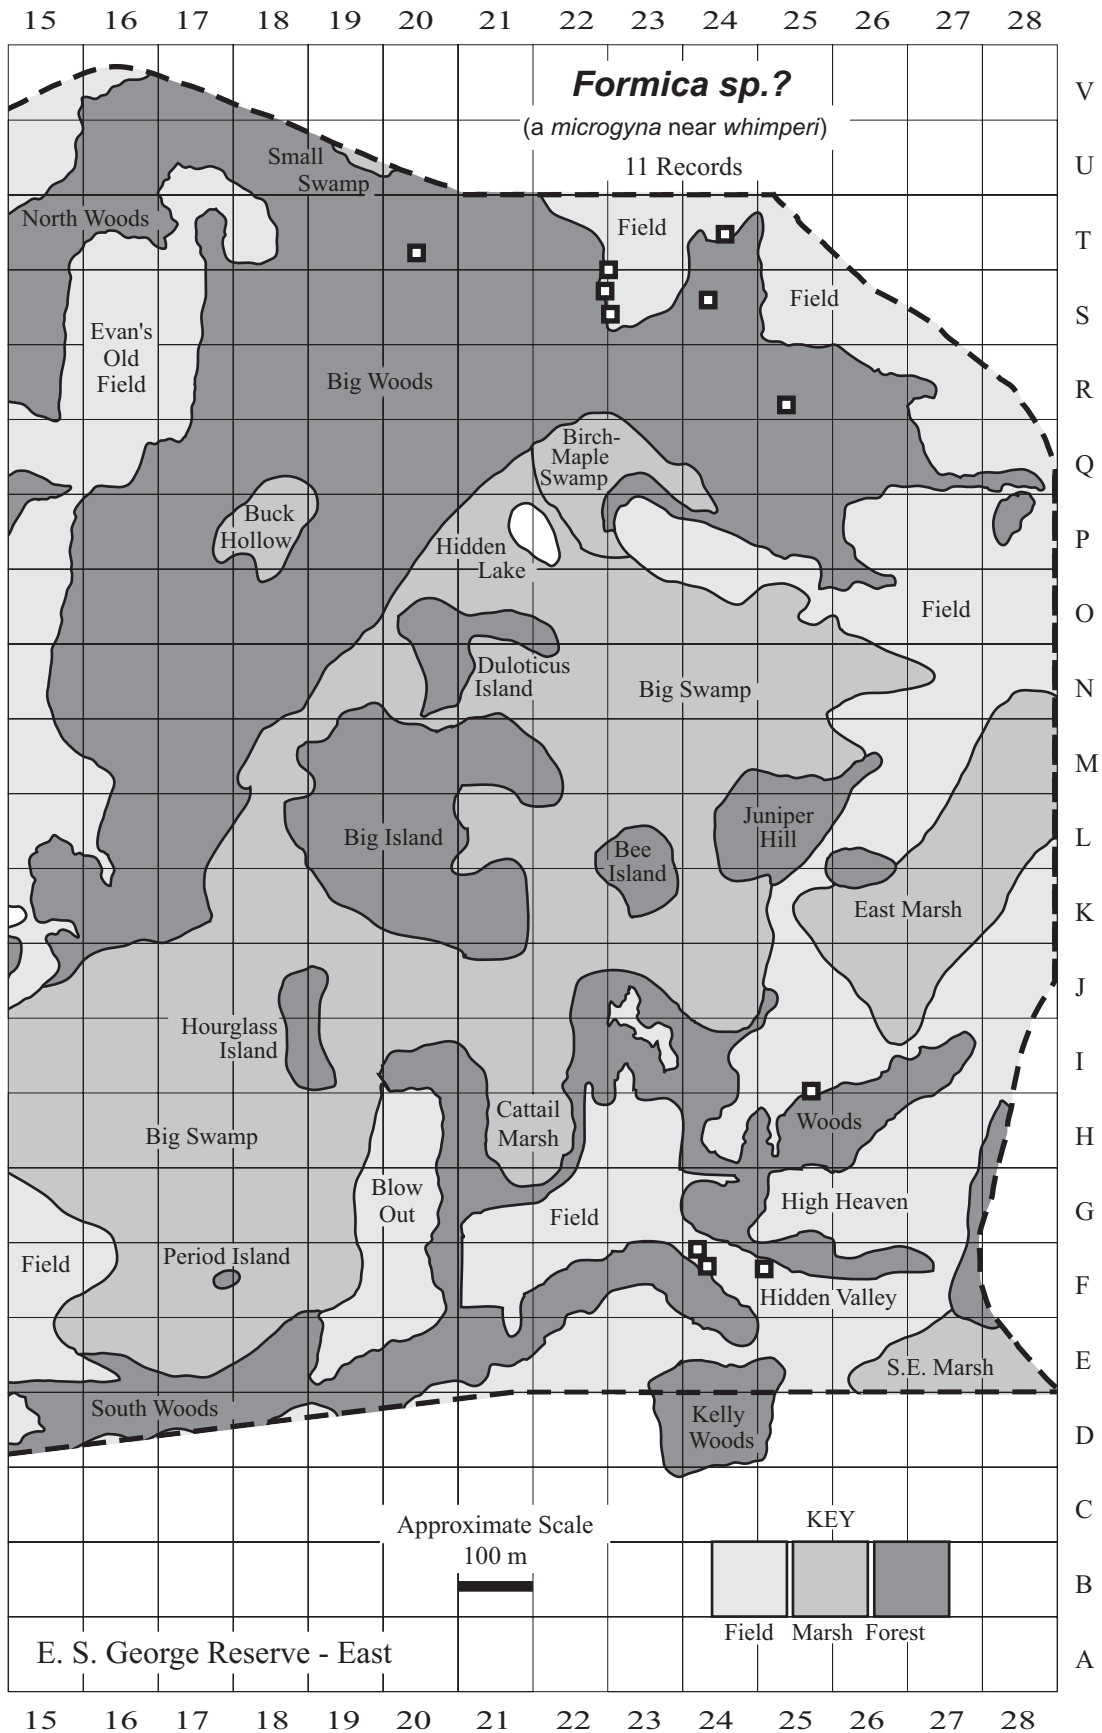 15 16 17 18 19 20 21 22 23 24 25 26 27 28
Formica sp.?
V
(a microgyna near whimperi)
11 Records
U
Small
Swamp
North Woods
Field
T
Field
S
Evan's
Old
Field
Big Woods
R
Birch-
Maple
Swamp
Q
Buck
Hollow
Hidden
Lake
P
Field
O
Duloticus
Island
Big Swamp
N
M
Big Island
Juniper
Hill
L
Bee
Island
East Marsh
K
J
Hourglass
Island
I
Cattail
Marsh
Woods
Big Swamp
H
Blow
Out
Field
High Heaven
G
Field
Period Island
Hidden Valley
F
S.E. Marsh
E
South Woods
Kelly
Woods
D
Approximate Scale
100 m
KEY
C
B
Field Marsh Forest
E. S. George Reserve - East
A
15 16 17 18 19 20 21 22 23 24 25 26 27 28